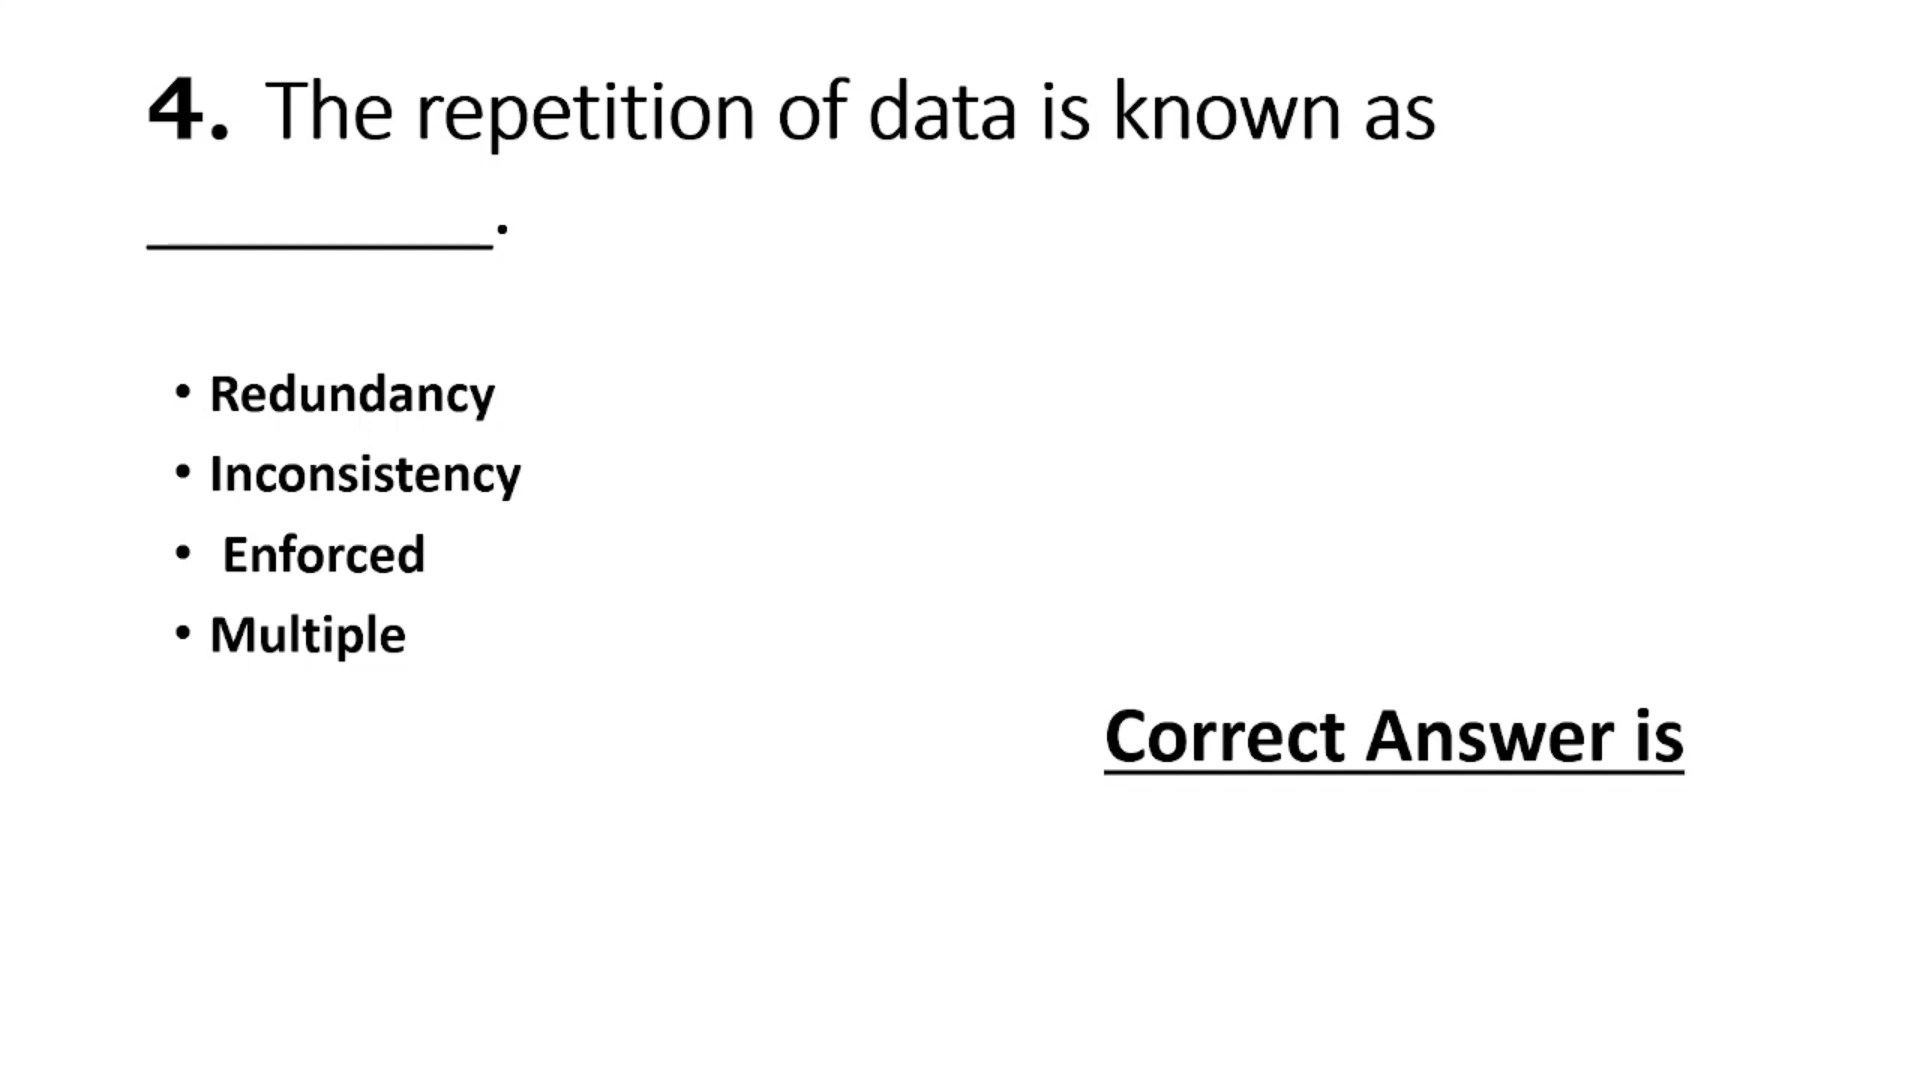 4. The repetition of data is known as
__________.
• Redundancy
• Inconsistency
• Enforced
• Multiple
Correct Answer is